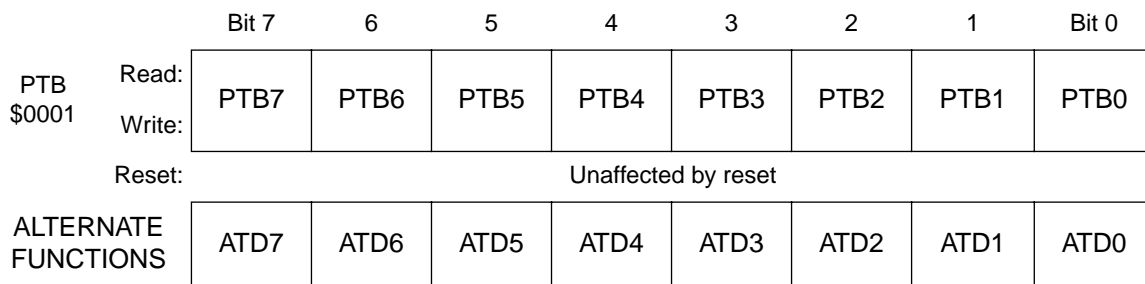 Bit 7 6 5 4 3 2 1 Bit 0
PTB $0001 Read: Write: PTB7 PTB6 PTB5 PTB4 PTB3 PTB2 PTB1 PTB0
Reset: Unaffected by reset
ALTERNATE FUNCTIONS ATD7 ATD6 ATD5 ATD4 ATD3 ATD2 ATD1 ATD0